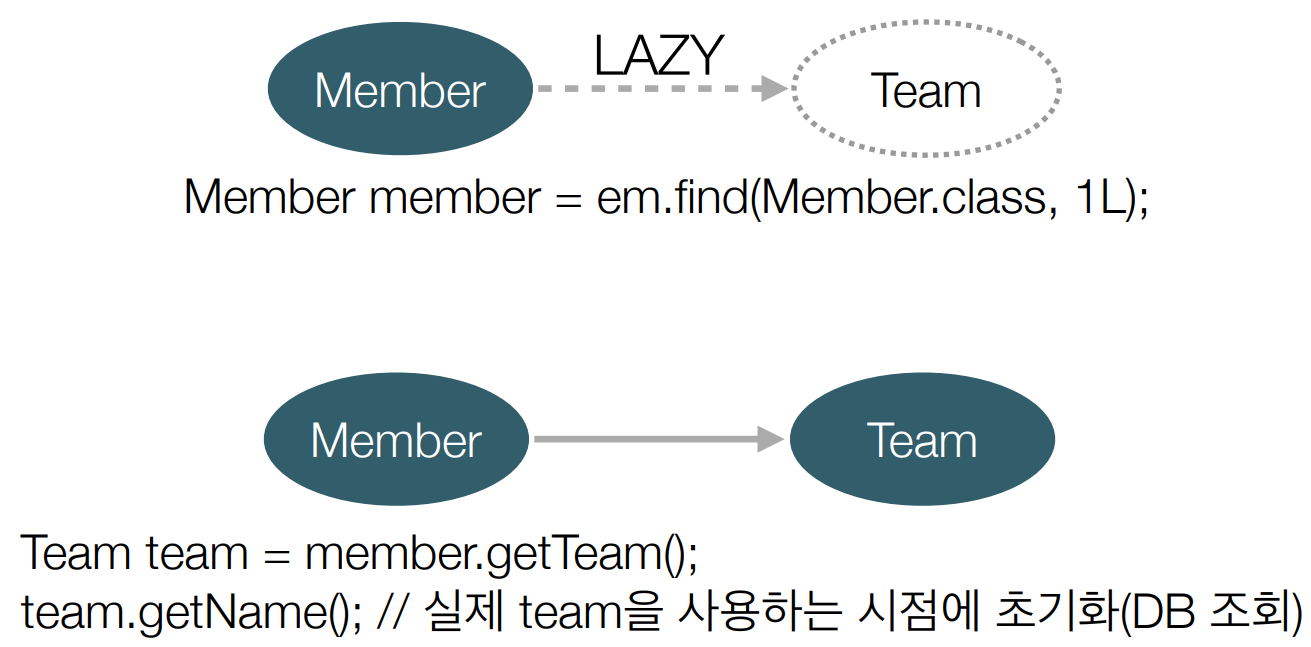 LAZY
Member
Team
Member member = em.find(Member.class, 1L);
Member
Team
Team team = member.getTeam();
team.getName(); // 실제 team을 사용하는 시점에 초기화(DB 조회)